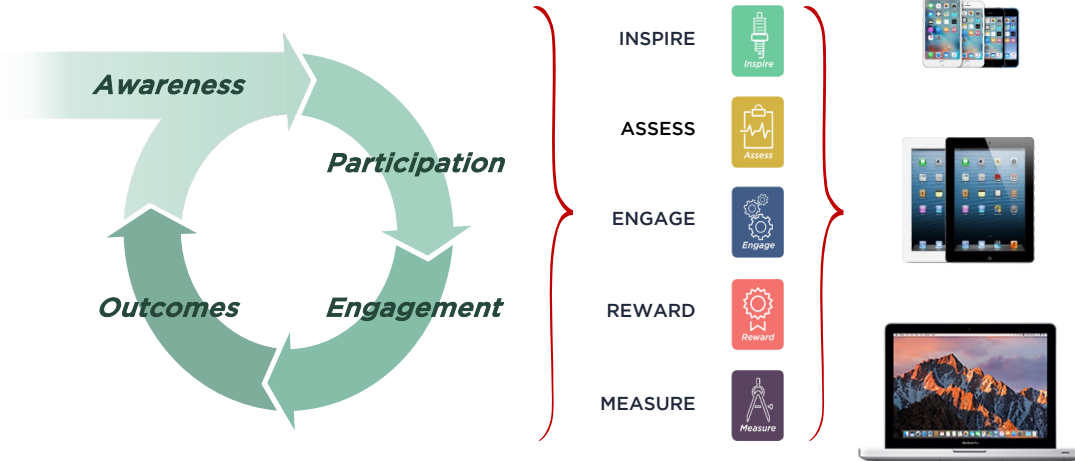 Awareness
Participation
Engagement
Outcomes
INSPIRE
Inspire
ASSESS
Assess
ENGAGE
Engage
REWARD
Reward
MEASURE
Measure